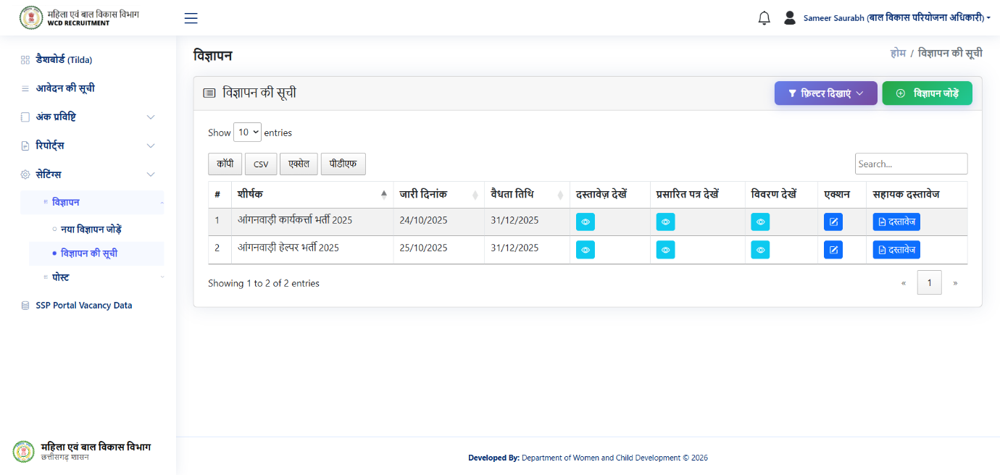 महिला एवं बाल विकास विभाग
WCD RECRUITMENT
Sameer Saurabh (बाल विकास परियोजना अधिकारी)
डैशबोर्ड (Tilda)
आवेदन की सूची
अंक प्रविष्टि
रिपोर्ट्स
सेटिंग्स
विज्ञापन
नया विज्ञापन जोड़ें
विज्ञापन की सूची
पोस्ट
SSP Portal Vacancy Data
महिला एवं बाल विकास विभाग
छत्तीसगढ़ शासन
विज्ञापन
होम / विज्ञापन की सूची
विज्ञापन की सूची
फ़िल्टर दिखाएं
विज्ञापन जोड़ें
Show 10 entries
कॉपी CSV एक्सेल पीडीएफ
Search...
# शीर्षक जारी दिनांक वैधता तिथि दस्तावेज़ देखें प्रसारित पत्र देखें विवरण देखें एक्शन सहायक दस्तावेज
1 आंगनवाड़ी कार्यकर्त्ता भर्ती 2025 24/10/2025 31/12/2025 दस्तावेज
2 आंगनवाड़ी हेल्पर भर्ती 2025 25/10/2025 31/12/2025 दस्तावेज
Showing 1 to 2 of 2 entries
« 1 »
Developed By: Department of Women and Child Development © 2026